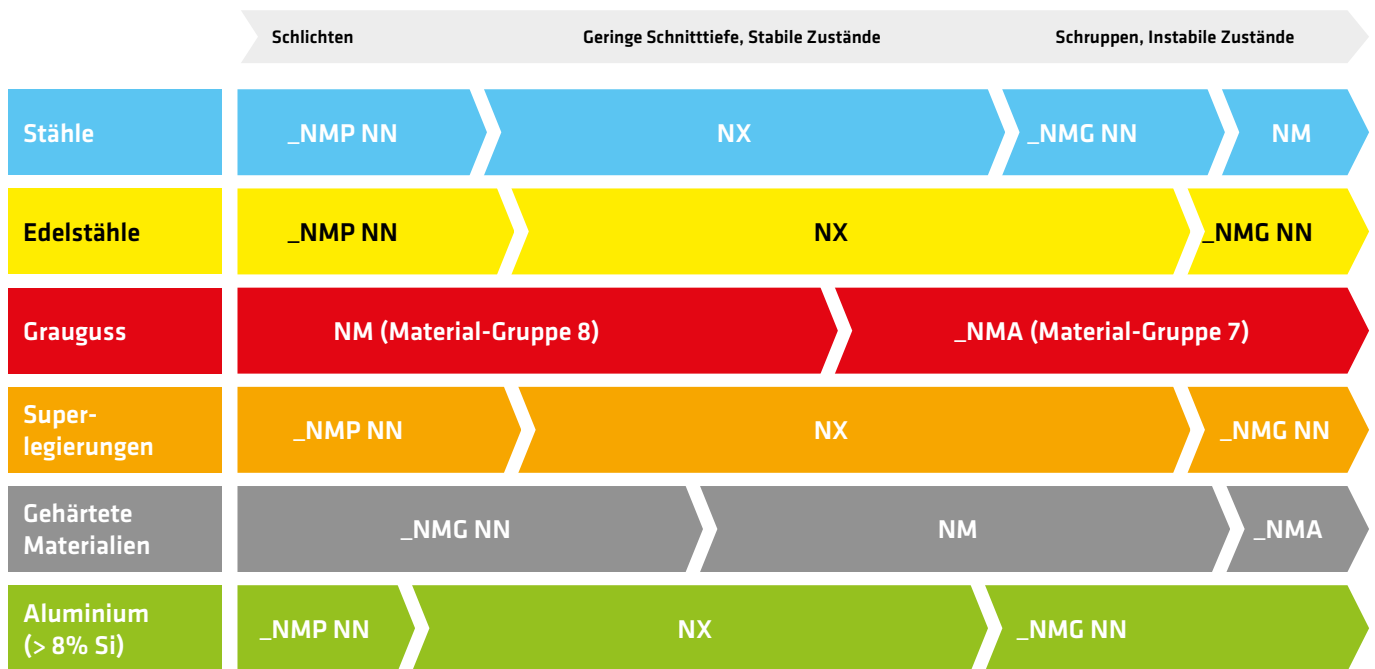 Schlichten Geringe Schnitttiefe, Stabile Zustände Schruppen, Instabile Zustände
Stähle _NMP NN NX _NMG NN NM
Edelstähle _NMP NN NX _NMG NN
Grauguss NM (Material-Gruppe 8) _NMA (Material-Gruppe 7)
Super-
legierungen _NMP NN NX _NMG NN
Gehärtete
Materialien _NMG NN NM _NMA
Aluminium
(> 8% Si) _NMP NN NX _NMG NN